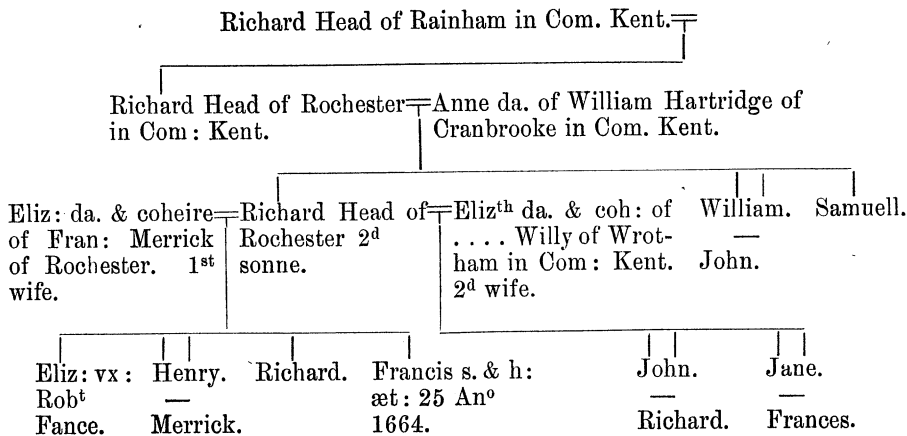 Richard Head of Rainham in Com. Kent.
Richard Head of Rochester
in Com : Kent.
Anne da. of William Hartridge of
Cranbrooke in Com. Kent.
Eliz : da. & coheire
of Fran : Merrick
of Rochester. 1st
wife.
Richard Head of
Rochester 2d
sonne.
Elizth da. & coh : of
. . . . Willy of Wrot-
ham in Com : Kent.
2d wife.
William.
—
John.
Samuell.
Eliz : vx :
Robt
Fance.
Henry.
—
Merrick.
Richard.
Francis s. & h :
æt : 25 Ano
1664.
John.
—
Richard.
Jane.
—
Frances.